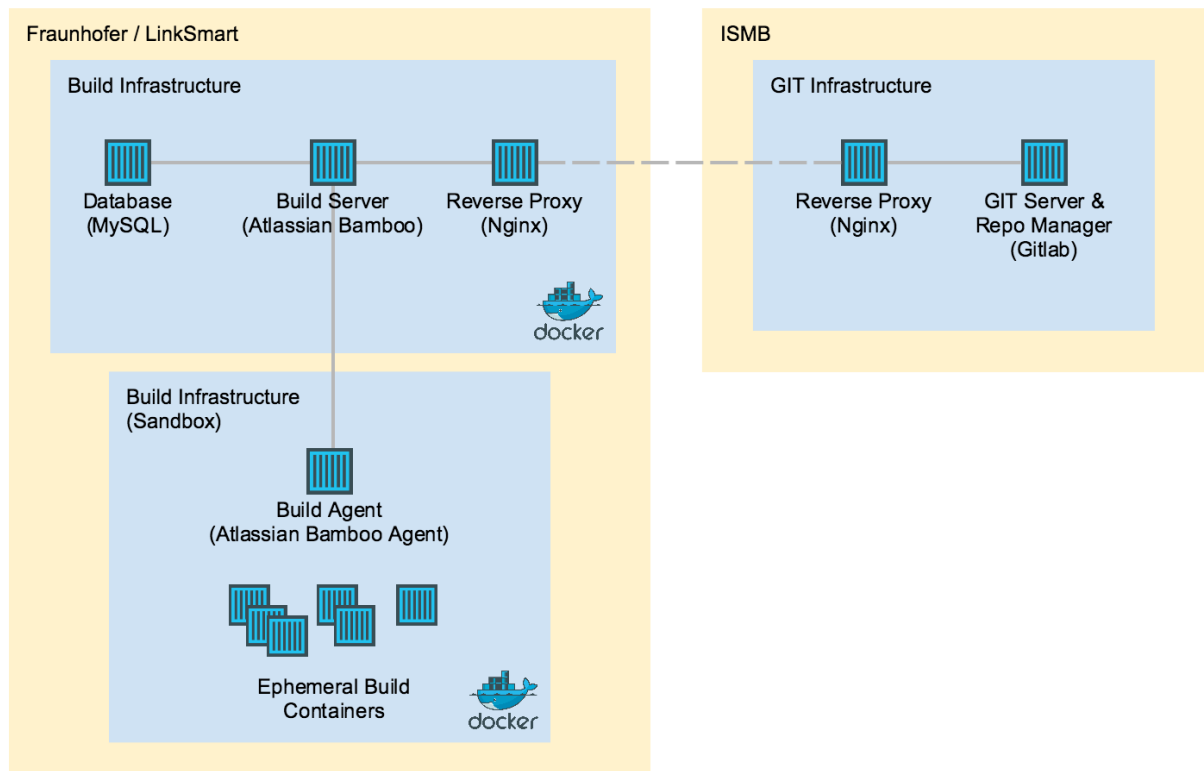 Fraunhofer / LinkSmart
Build Infrastructure
Database
(MySQL)
Build Server
(Atlassian Bamboo)
Reverse Proxy
(Nginx)
docker
Build Infrastructure
(Sandbox)
Build Agent
(Atlassian Bamboo Agent)
Ephemeral Build
Containers
docker
ISMB
GIT Infrastructure
Reverse Proxy
(Nginx)
GIT Server &
Repo Manager
(Gitlab)